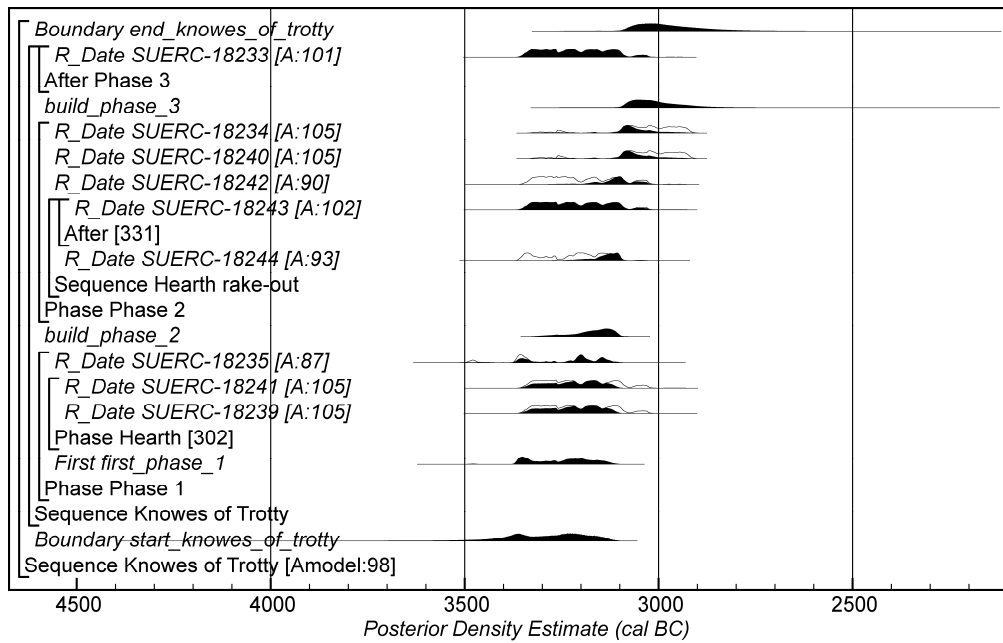 Boundary end_knowes_of_trotty
R_Date SUERC-18233 [A:101]
After Phase 3
build_phase_3
R_Date SUERC-18234 [A:105]
R_Date SUERC-18240 [A:105]
R_Date SUERC-18242 [A:90]
R_Date SUERC-18243 [A:102]
After [331]
R_Date SUERC-18244 [A:93]
Sequence Hearth rake-out
Phase Phase 2
build_phase_2
R_Date SUERC-18235 [A:87]
R_Date SUERC-18241 [A:105]
R_Date SUERC-18239 [A:105]
Phase Hearth [302]
First first_phase_1
Phase Phase 1
Sequence Knowes of Trotty
Boundary start_knowes_of_trotty
Sequence Knowes of Trotty [Amodel:98]
4500 4000 3500 3000 2500
Posterior Density Estimate (cal BC)